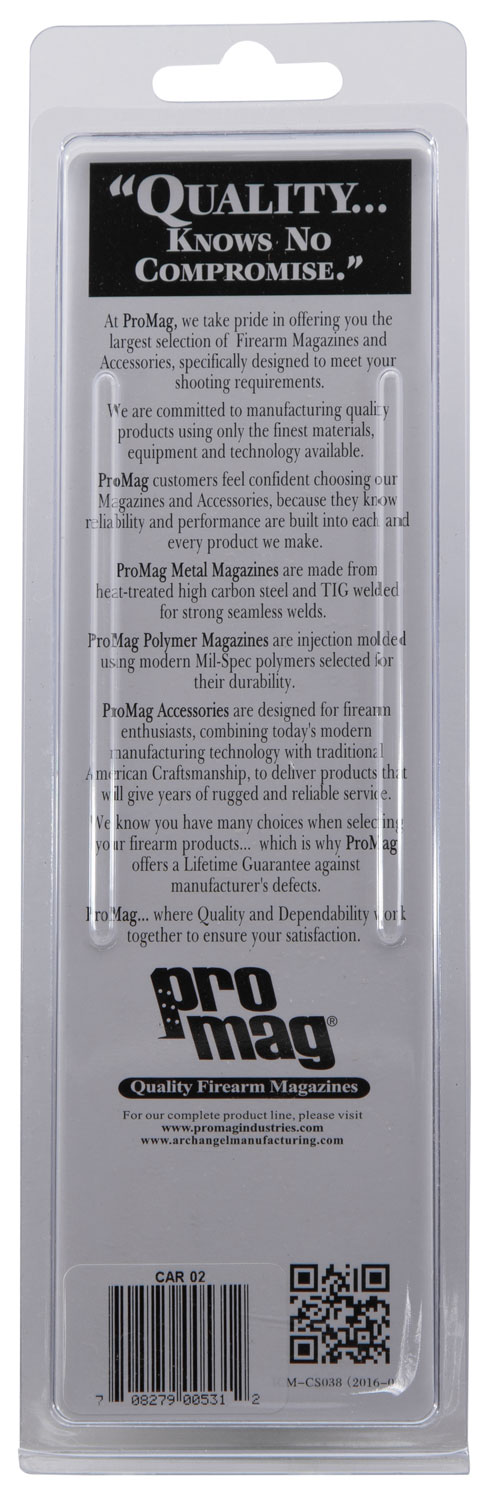 “QUALITY...
KNOWS NO
COMPROMISE.”
At ProMag, we take pride in offering you the
largest selection of Firearm Magazines and
Accessories, specifically designed to meet your
shooting requirements.
We are committed to manufacturing quality
products using only the finest materials,
equipment and technology available.
ProMag customers feel confident choosing our
Magazines and Accessories, because they know
reliability and performance are built into each and
every product we make.
ProMag Metal Magazines are made from
heat-treated high carbon steel and TIG welded
for strong seamless welds.
ProMag Polymer Magazines are injection molded
using modern Mil-Spec polymers selected for
their durability.
ProMag Accessories are designed for firearm
enthusiasts, combining today's modern
manufacturing technology with traditional
American Craftsmanship, to deliver products that
will give years of rugged and reliable service.
We know you have many choices when selecting
your firearm products... which is why ProMag
offers a Lifetime Guarantee against
manufacturer's defects.
ProMag... where Quality and Dependability work
together to ensure your satisfaction.
pro
mag®
Quality Firearm Magazines
For our complete product line, please visit
www.promagindustries.com
www.archangelmanufacturing.com
CAR 02
7 08279 00531 2